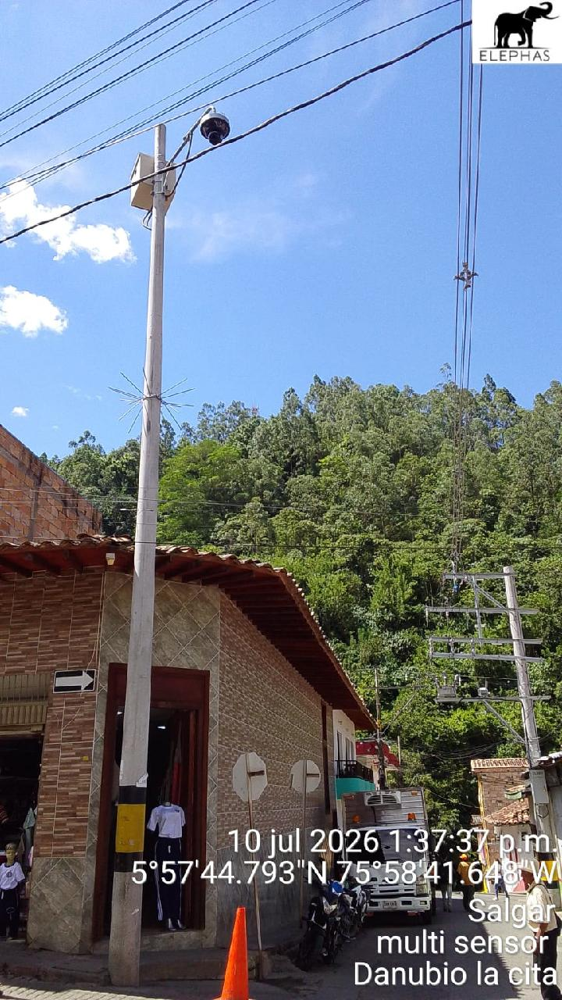 ELEPHAS
10 jul 2026 1:37:37 p.m.
5°57'44.793"N 75°58'41.648"W
Salgar
multi sensor
Danubio la cita